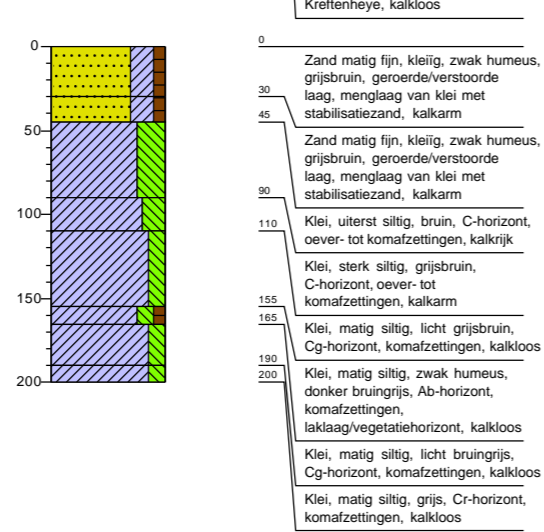 Kreftenheye, kalkloos
0
50
100
150
200
0
Zand matig fijn, kleiïg, zwak humeus,
grijsbruin, geroerde/verstoorde
laag, menglaag van klei met
stabilisatiezand, kalkarm
30
Zand matig fijn, kleiïg, zwak humeus,
grijsbruin, geroerde/verstoorde
laag, menglaag van klei met
stabilisatiezand, kalkarm
45
Klei, uiterst siltig, bruin, C-horizont,
oever- tot komafzettingen, kalkrijk
90
Klei, sterk siltig, grijsbruin,
C-horizont, oever- tot
komafzettingen, kalkarm
110
Klei, matig siltig, licht grijsbruin,
Cg-horizont, komafzettingen, kalkloos
155
Klei, matig siltig, zwak humeus,
donker bruingrijs, Ab-horizont,
komafzettingen,
laklaag/vegetatiehorizont, kalkloos
165
Klei, matig siltig, licht bruingrijs,
Cg-horizont, komafzettingen, kalkloos
190
Klei, matig siltig, grijs, Cr-horizont,
komafzettingen, kalkloos
200